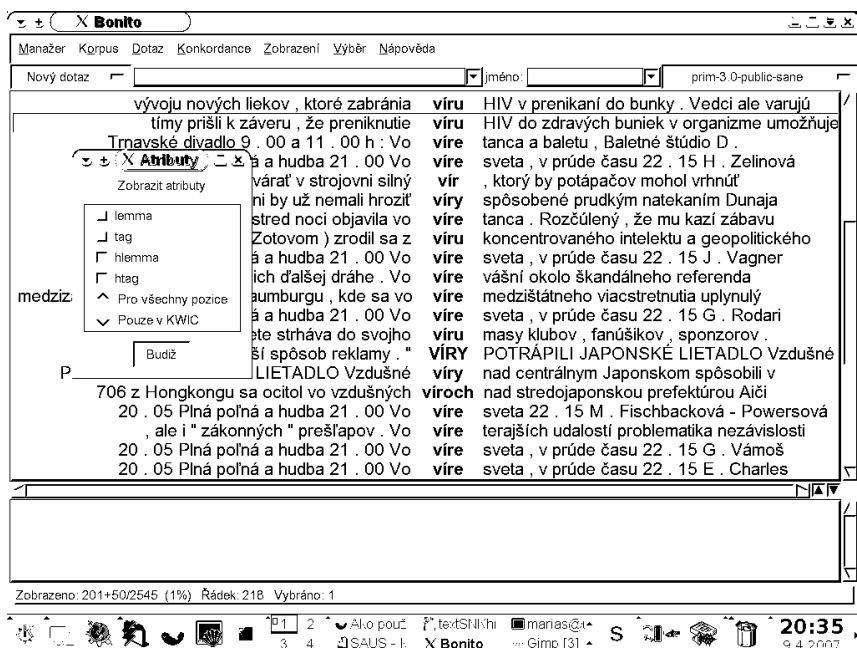 Bonito
Manažer Korpus Dotaz Konkordance Zobrazení Výběr Nápověda
Nový dotaz jméno: prim-3.0-public-sane
vývoju nových liekov , ktoré zabránia víru HIV v prenikaní do bunky . Vedci ale varujú
tímy prišli k záveru , že preniknutie víru HIV do zdravých buniek v organizme umožňuje
Trnavské divadlo 9 . 00 a 11 . 00 h : Vo víre tanca a baletu , Baletné štúdio D .
á a hudba 21 . 00 Vo víre sveta , v prúde času 22 . 15 H . Zelinová
várať v strojovni silný vír , ktorý by potápačov mohol vrhnúť
ni by už nemali hroziť víry spôsobené prudkým natekaním Dunaja
stred noci objavila vo víre tanca . Rozčúlený , že mu kazí zábavu
Zotovom ) zrodil sa z víru koncentrovaného intelektu a geopolitického
á a hudba 21 . 00 Vo víre sveta , v prúde času 22 . 15 J . Vagner
ich ďalšej dráhe . Vo víre vášní okolo škandálneho referenda
medziz aumburgu , kde sa vo víre medzištátneho viacstretnutia uplynulý
á a hudba 21 . 00 Vo víre sveta , v prúde času 22 . 15 G . Rodari
ete strháva do svojho víru masy klubov , fanúšikov , sponzorov .
ší spôsob reklamy . " VÍRY POTRÁPILI JAPONSKÉ LIETADLO Vzdušné
P LIETADLO Vzdušné víry nad centrálnym Japonskom spôsobili v
706 z Hongkongu sa ocitol vo vzdušných víroch nad stredojaponskou prefektúrou Aiči
20 . 05 Plná poľná a hudba 21 . 00 Vo víre sveta 22 . 15 M . Fischbacková - Powersová
, ale i " zákonných " prešľapov . Vo víre terajších udalostí problematika nezávislosti
20 . 05 Plná poľná a hudba 21 . 00 Vo víre sveta , v prúde času 22 . 15 G . Vámoš
20 . 05 Plná poľná a hudba 21 . 00 Vo víre sveta , v prúde času 22 . 15 E . Charles
Atributy
Zobrazit atributy
lemma
tag
hlemma
htag
Pro všechny pozice
Pouze v KWIC
Budiž
Zobrazeno: 201+50/2545 (1%) Řádek: 218 Vybráno: 1
1 2 Ako použ marias@ 20:35
3 4 SAUS - Bonito Gimp [3] S 9.4.2007